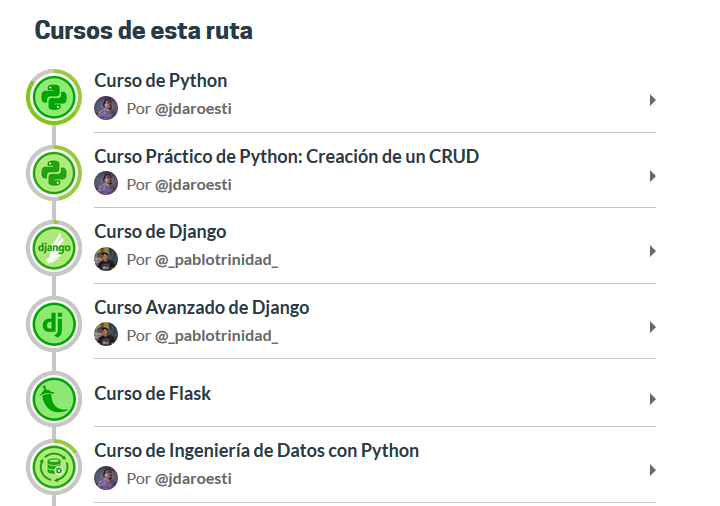 Cursos de esta ruta
Curso de Python
Por @jdaroesti
Curso Práctico de Python: Creación de un CRUD
Por @jdaroesti
django
Curso de Django
Por @_pablotrinidad_
dj
Curso Avanzado de Django
Por @_pablotrinidad_
Curso de Flask
Curso de Ingeniería de Datos con Python
Por @jdaroesti